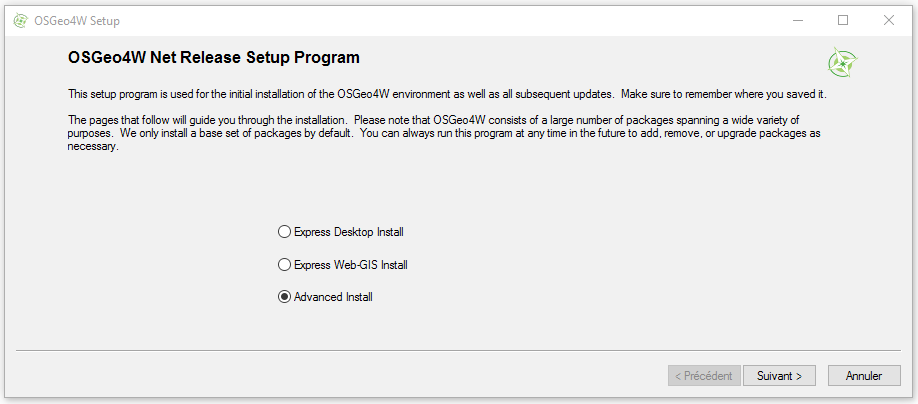 OSGeo4W Setup
OSGeo4W Net Release Setup Program
This setup program is used for the initial installation of the OSGeo4W environment as well as all subsequent updates. Make sure to remember where you saved it.
The pages that follow will guide you through the installation. Please note that OSGeo4W consists of a large number of packages spanning a wide variety of
purposes. We only install a base set of packages by default. You can always run this program at any time in the future to add, remove, or upgrade packages as
necessary.
Express Desktop Install
Express Web-GIS Install
Advanced Install
< Précédent
Suivant >
Annuler